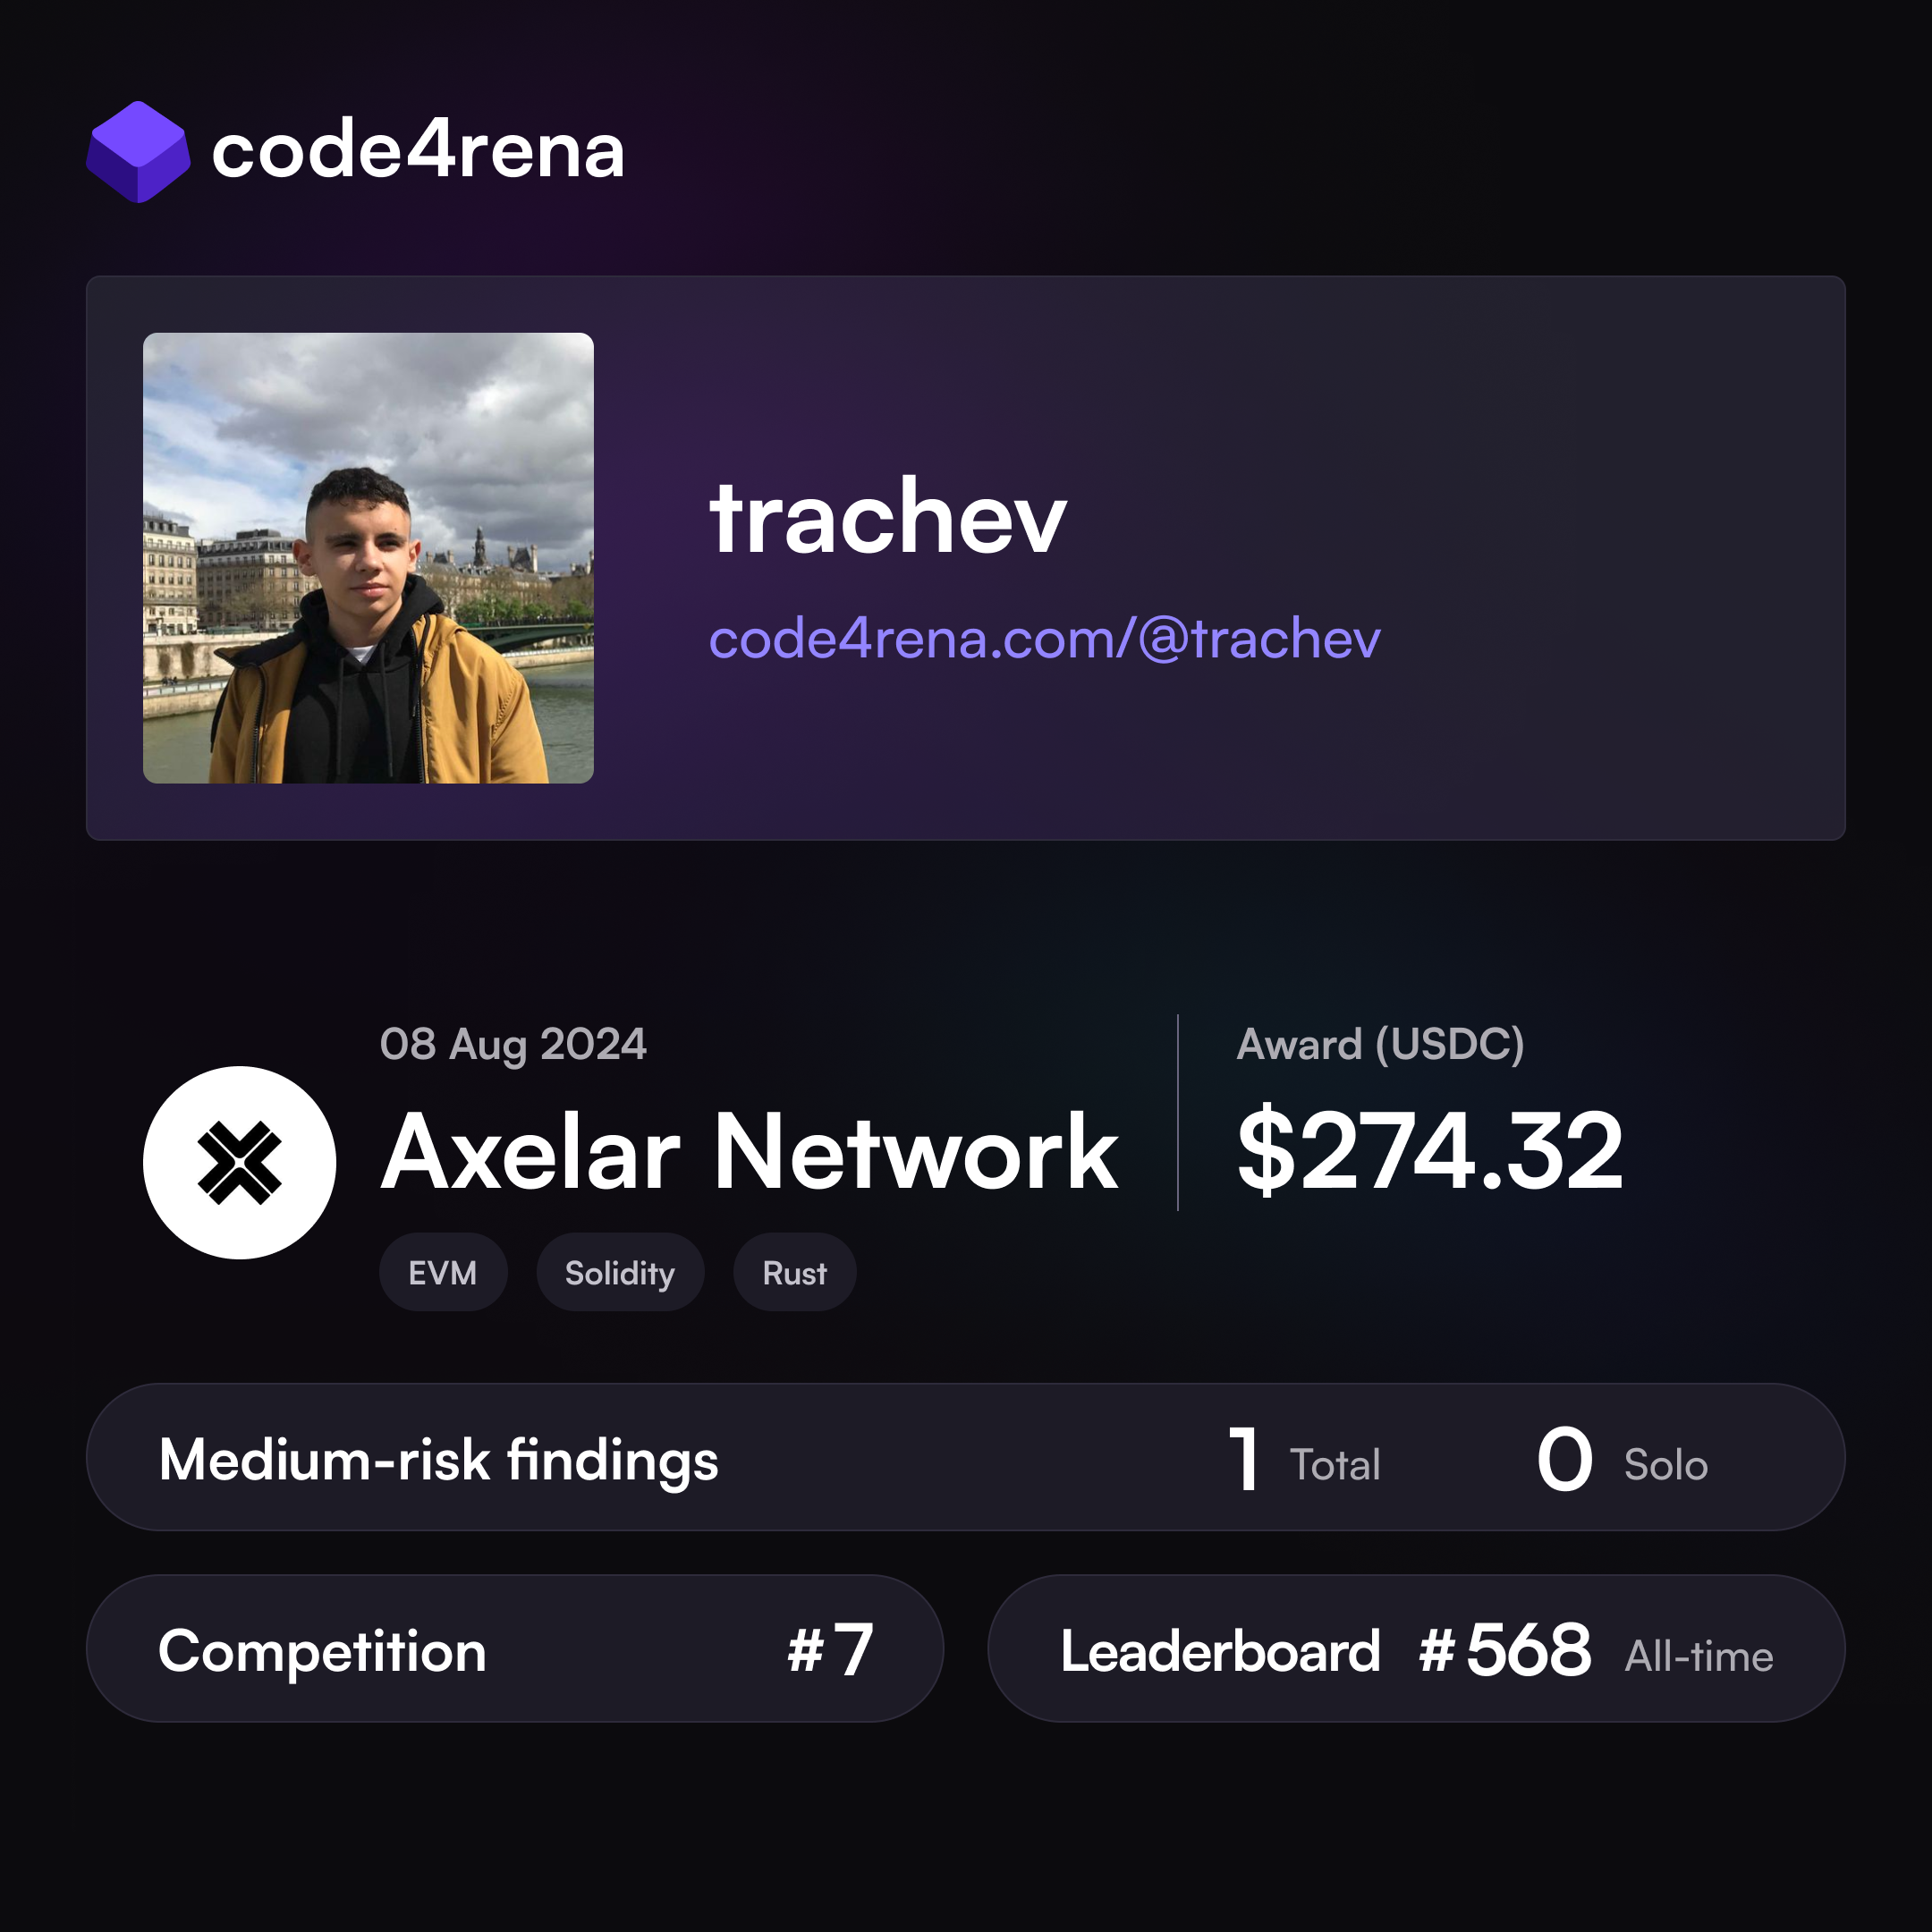 code4rena
trachev
code4rena.com/@trachev
08 Aug 2024
Axelar Network
EVM Solidity Rust
Award (USDC)
$274.32
Medium-risk findings 1 Total 0 Solo
Competition #7
Leaderboard #568 All-time